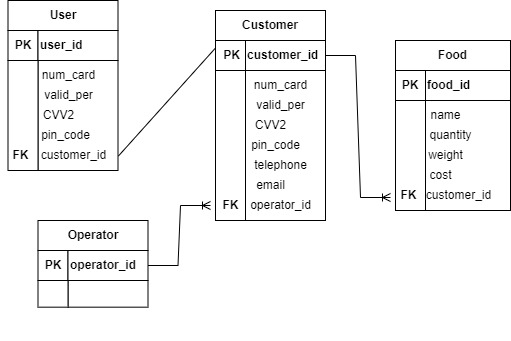 User
PK user_id
num_card
valid_per
CVV2
pin_code
FK customer_id
Customer
PK customer_id
num_card
valid_per
CVV2
pin_code
telephone
email
FK operator_id
Food
PK food_id
name
quantity
weight
cost
FK customer_id
Operator
PK operator_id